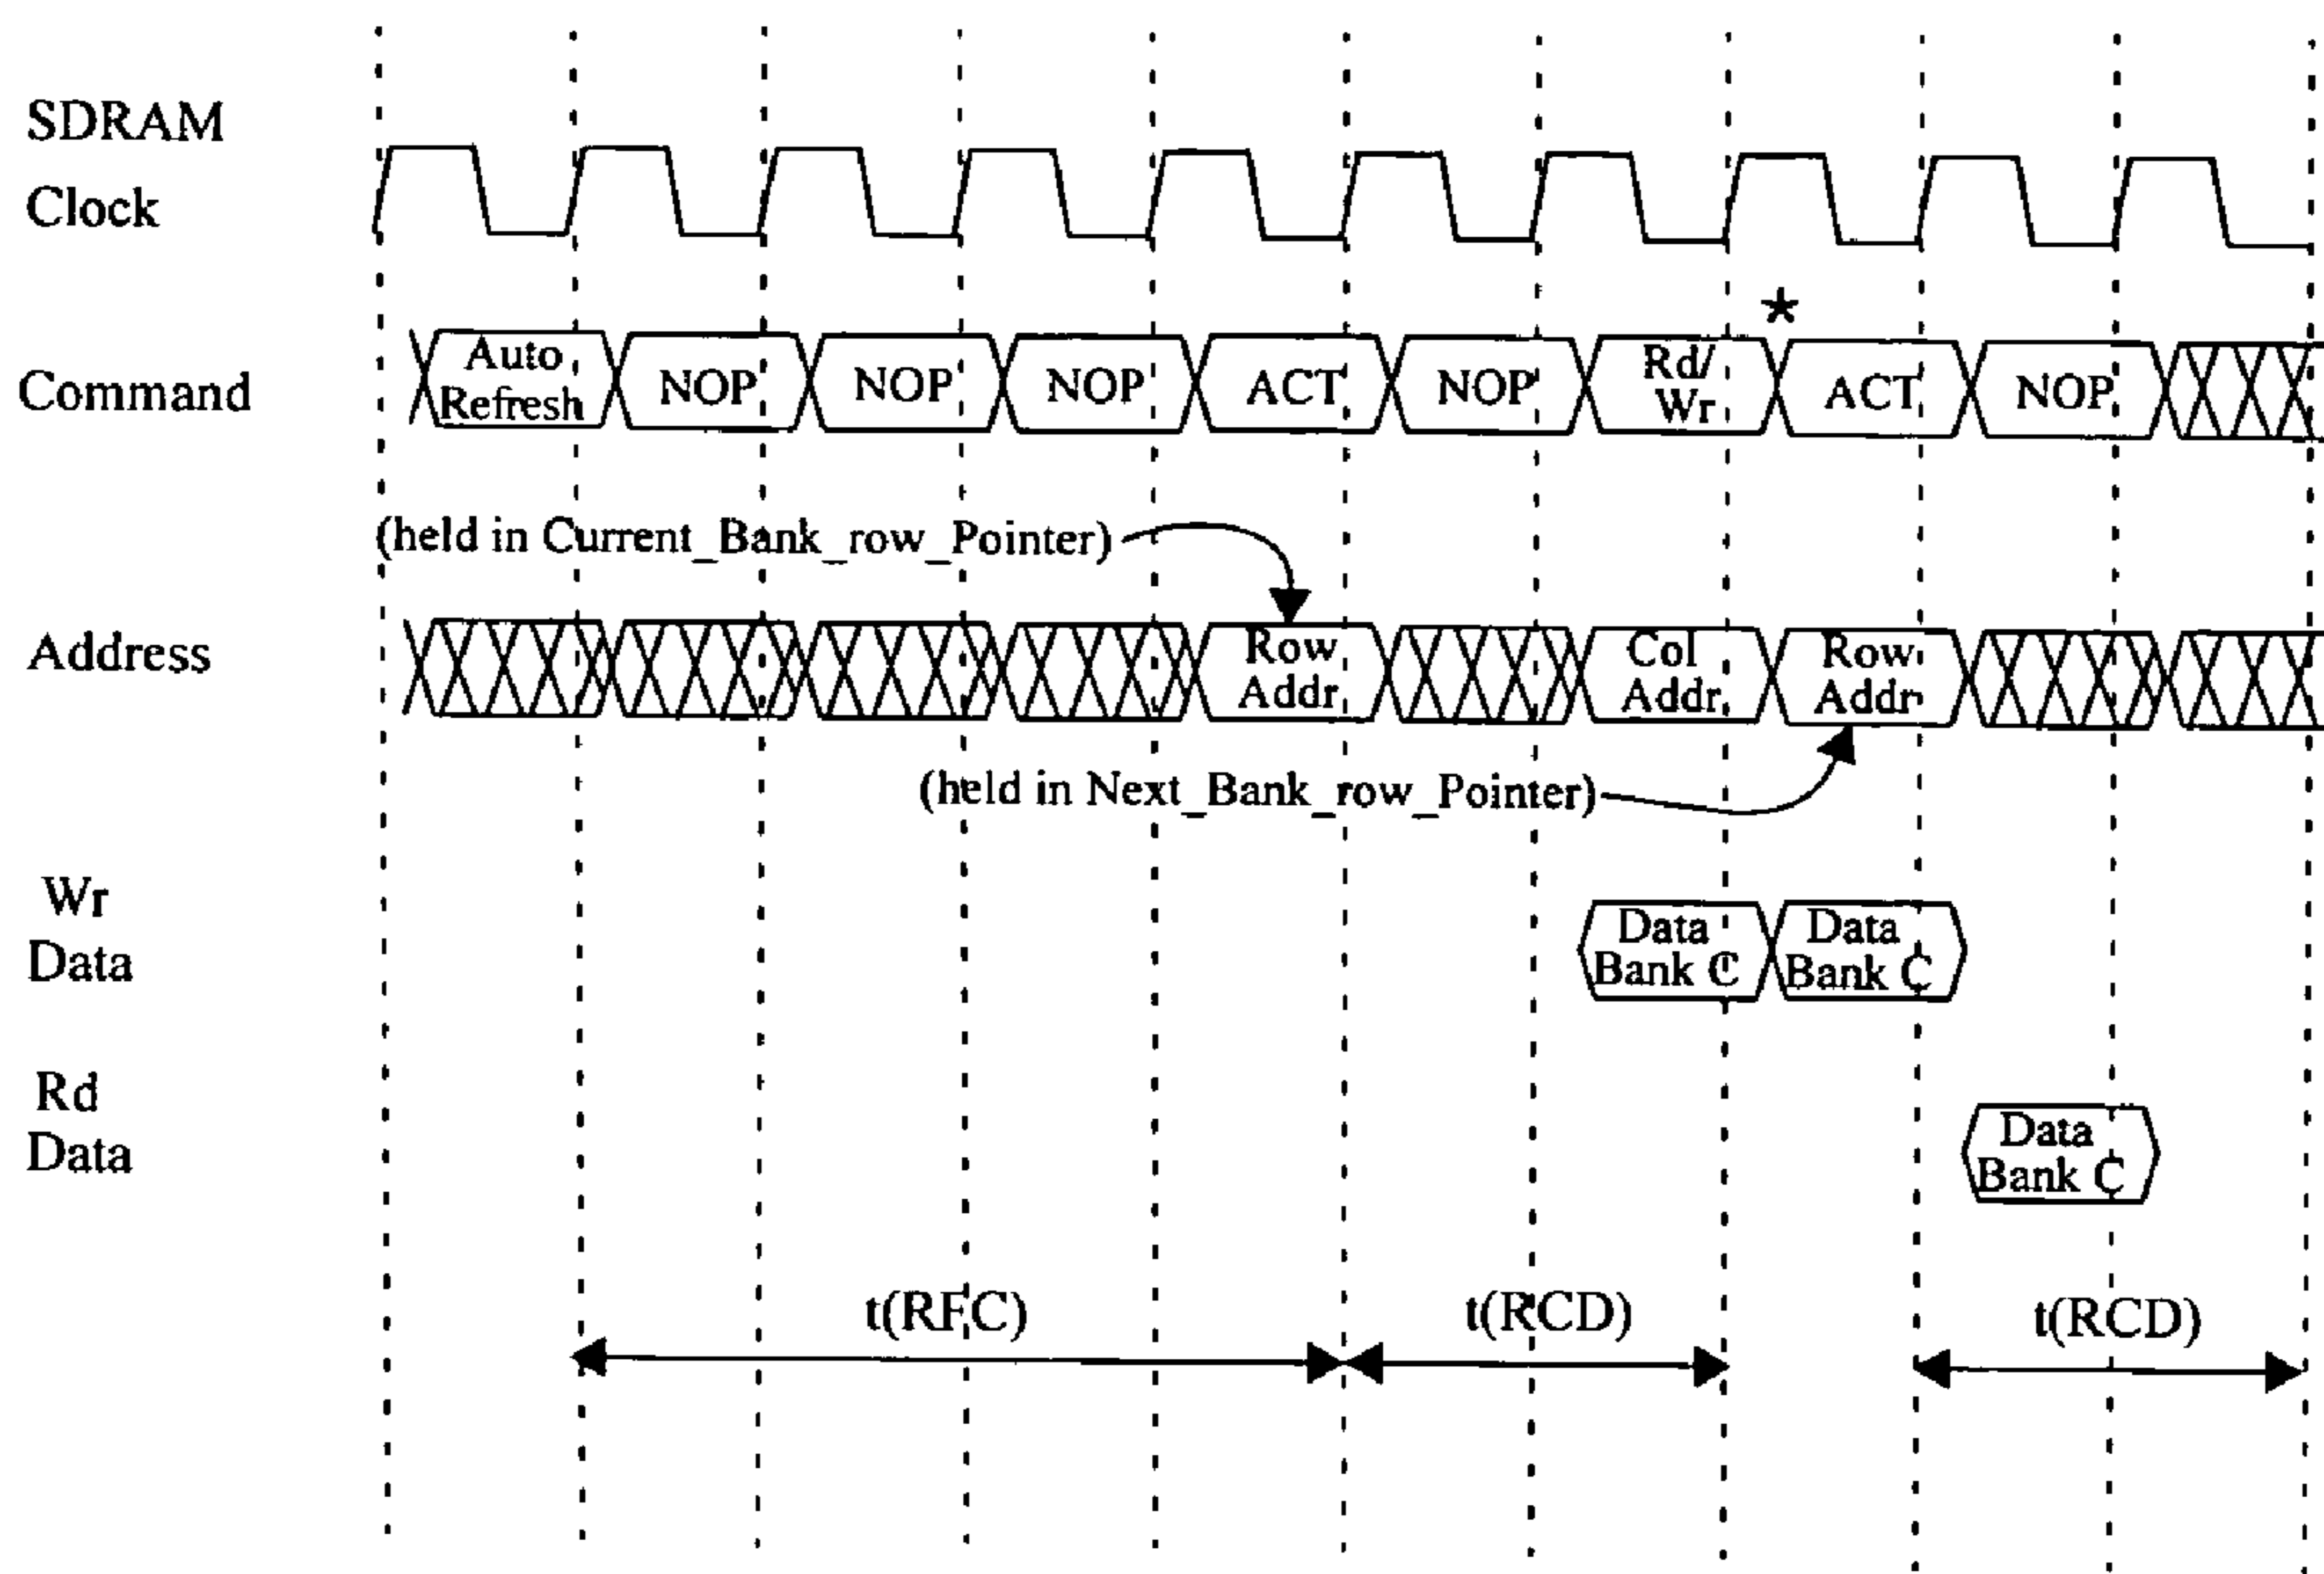 SDRAM
Clock
*
Command
Auto
Refresh
NOP
NOP
NOP
ACT
NOP
Rd/
Wr
ACT
NOP
(held in Current_Bank_row_Pointer)
Address
Row
Addr
Col
Addr
Row
Addr
(held in Next_Bank_row_Pointer)
Wr
Data
Data
Bank C
Data
Bank C
Rd
Data
Data
Bank C
t(RFC)
t(RCD)
t(RCD)